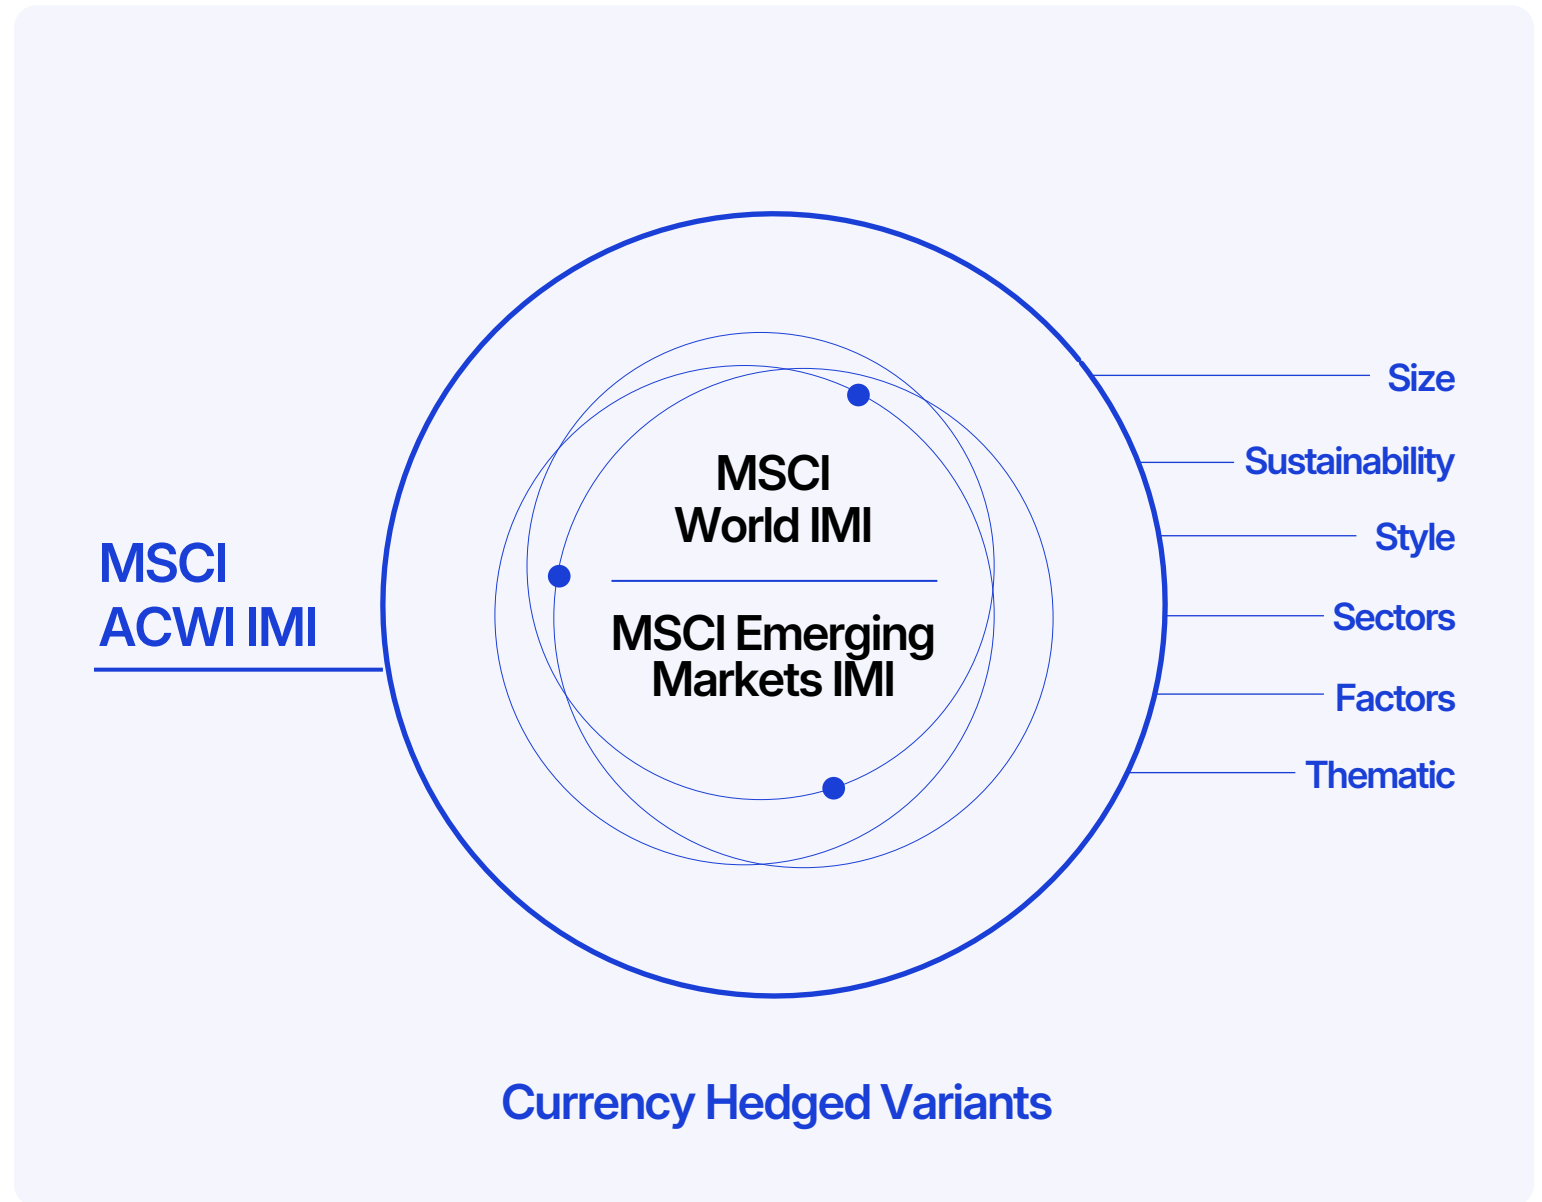 MSCI
ACWI IMI
MSCI
World IMI
MSCI Emerging
Markets IMI
Size
Sustainability
Style
Sectors
Factors
Thematic
Currency Hedged Variants